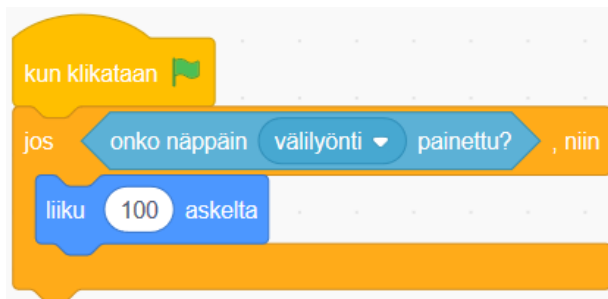 kun klikataan
jos onko näppäin välilyönti painettu? , niin
liiku 100 askelta